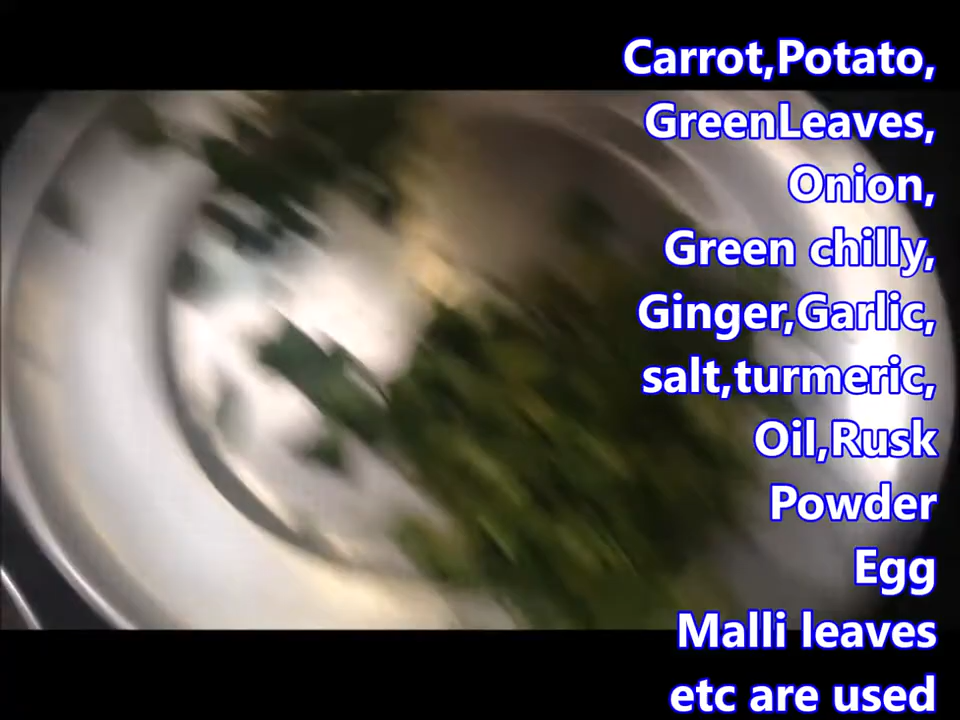 Carrot,Potato,
GreenLeaves,
Onion,
Green chilly,
Ginger,Garlic,
salt,turmeric,
Oil,Rusk
Powder
Egg
Malli leaves
etc are used